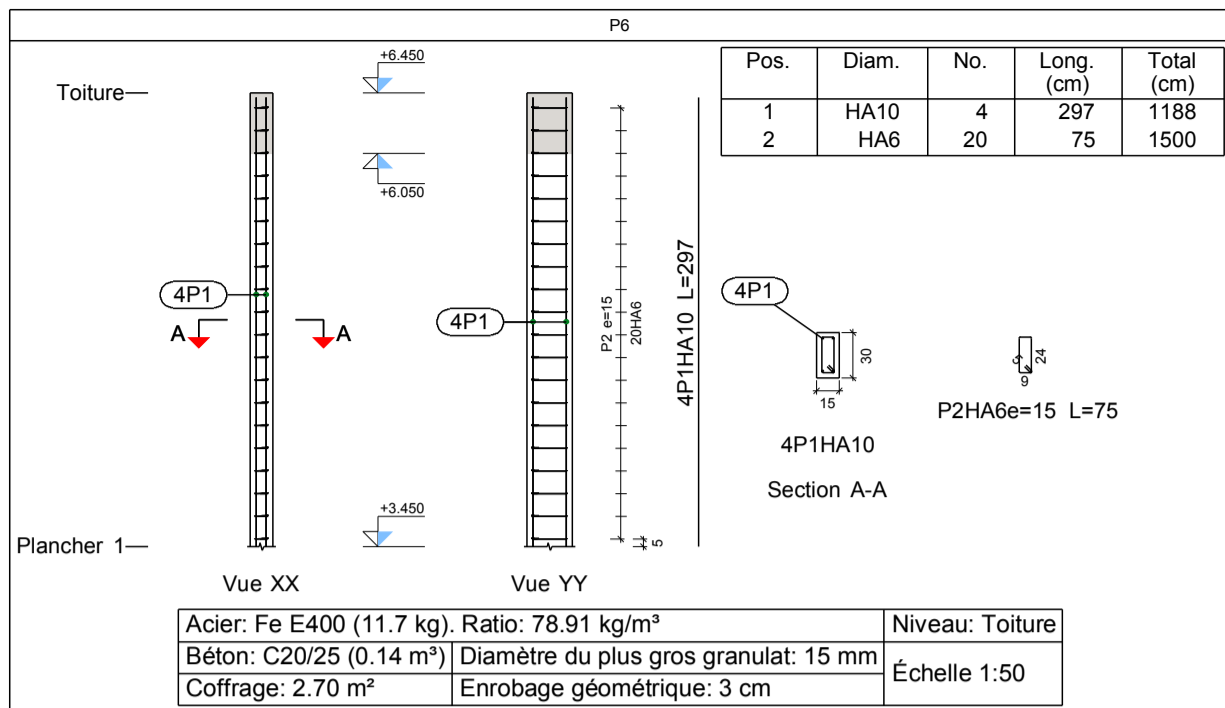 P6
Pos. Diam. No. Long. (cm) Total (cm)
1 HA10 4 297 1188
2 HA6 20 75 1500
Toiture
+6.450
+6.050
4P1
A A
4P1
P2 e=15
20HA6
4P1HA10 L=297
+3.450
5
Plancher 1
Vue XX
Vue YY
4P1
30
15
4P1HA10
Section A-A
5
24
9
P2HA6e=15 L=75
Acier: Fe E400 (11.7 kg). Ratio: 78.91 kg/m³
Niveau: Toiture
Béton: C20/25 (0.14 m³) Diamètre du plus gros granulat: 15 mm
Échelle 1:50
Coffrage: 2.70 m² Enrobage géométrique: 3 cm